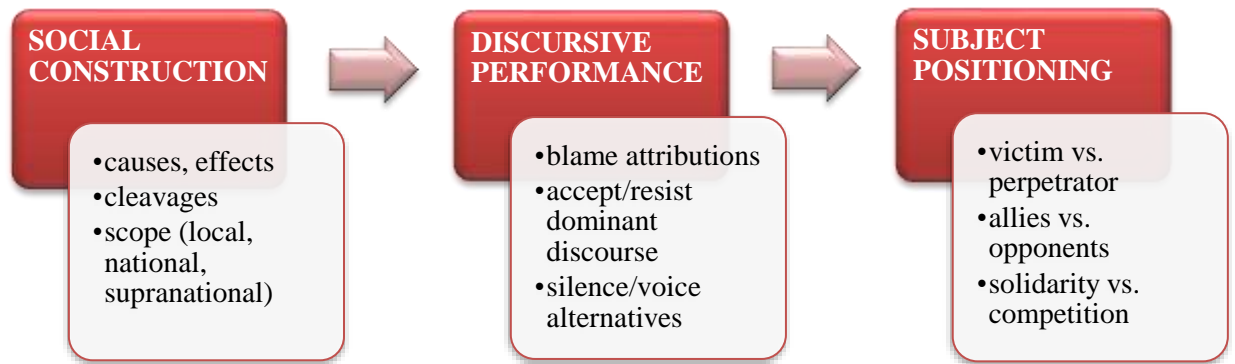 SOCIAL
CONSTRUCTION
•causes, effects
•cleavages
•scope (local,
national,
supranational)
DISCURSIVE
PERFORMANCE
•blame attributions
•accept/resist
dominant
discourse
•silence/voice
alternatives
SUBJECT
POSITIONING
•victim vs.
perpetrator
•allies vs.
opponents
•solidarity vs.
competition